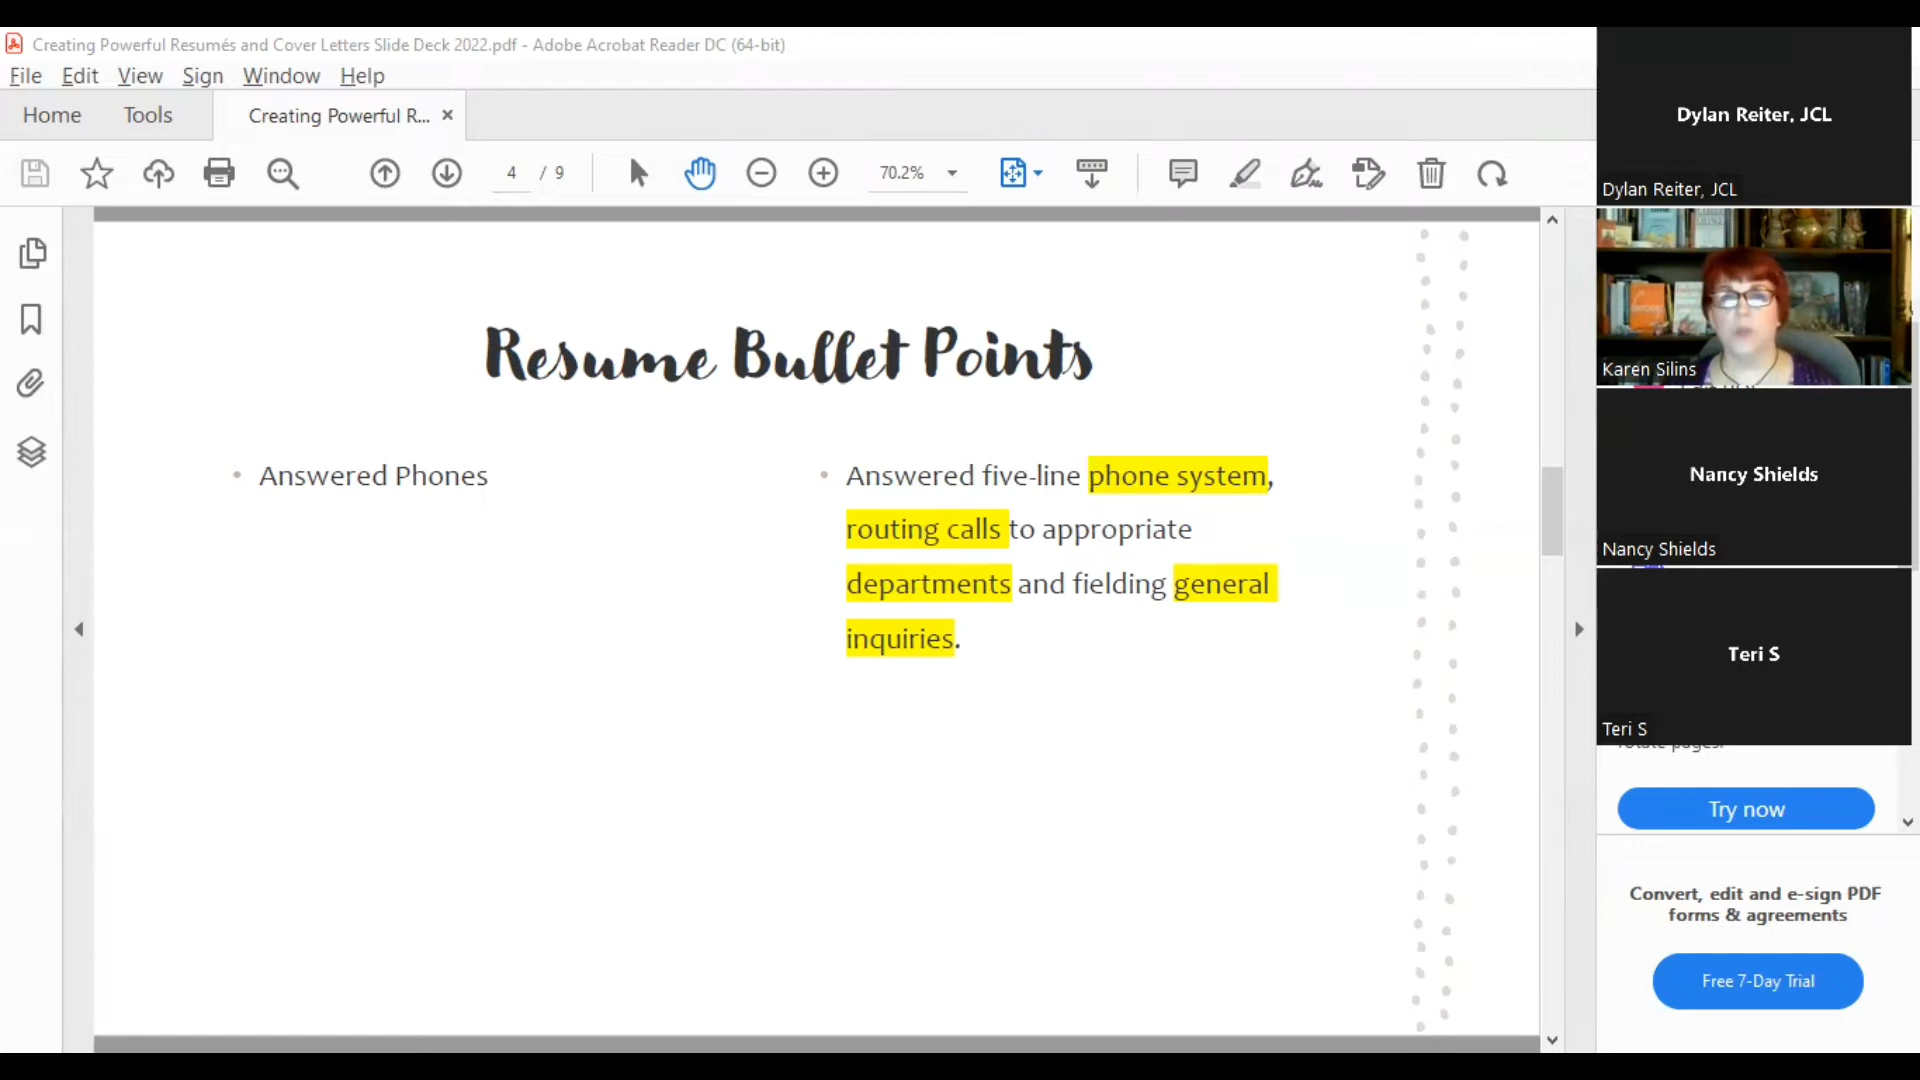 Creating Powerful Resumés and Cover Letters Slide Deck 2022.pdf - Adobe Acrobat Reader DC (64-bit)
File Edit View Sign Window Help
Home Tools Creating Powerful R... ×
4 / 9 70.2%
Resume Bullet Points
• Answered Phones
• Answered five-line phone system,
routing calls to appropriate
departments and fielding general
inquiries.
Dylan Reiter, JCL
Dylan Reiter, JCL
Karen Silins
Nancy Shields
Nancy Shields
Teri S
Teri S
rotate pages.
Try now
Convert, edit and e-sign PDF
forms & agreements
Free 7-Day Trial